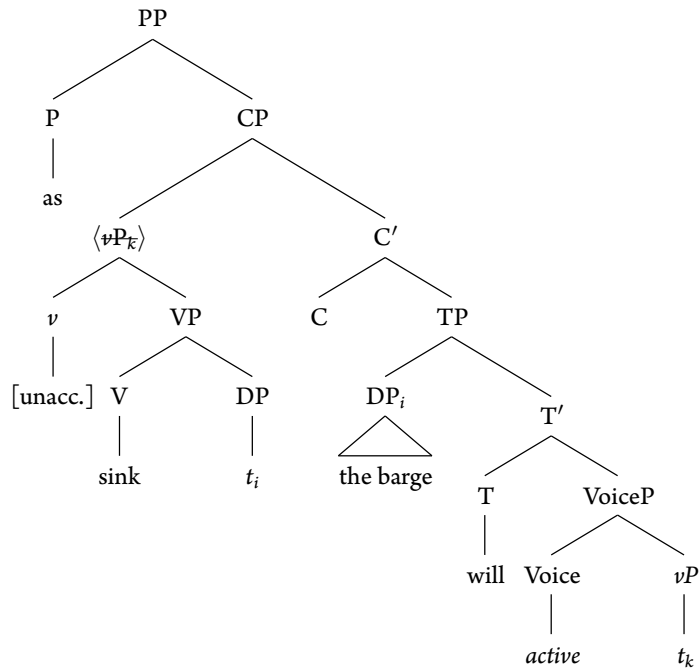 PP
P CP
as
⟨vPₖ⟩ C′
v VP C TP
[unacc.] V DP DPᵢ T′
sink tᵢ the barge T VoiceP
will Voice vP
active tₖ